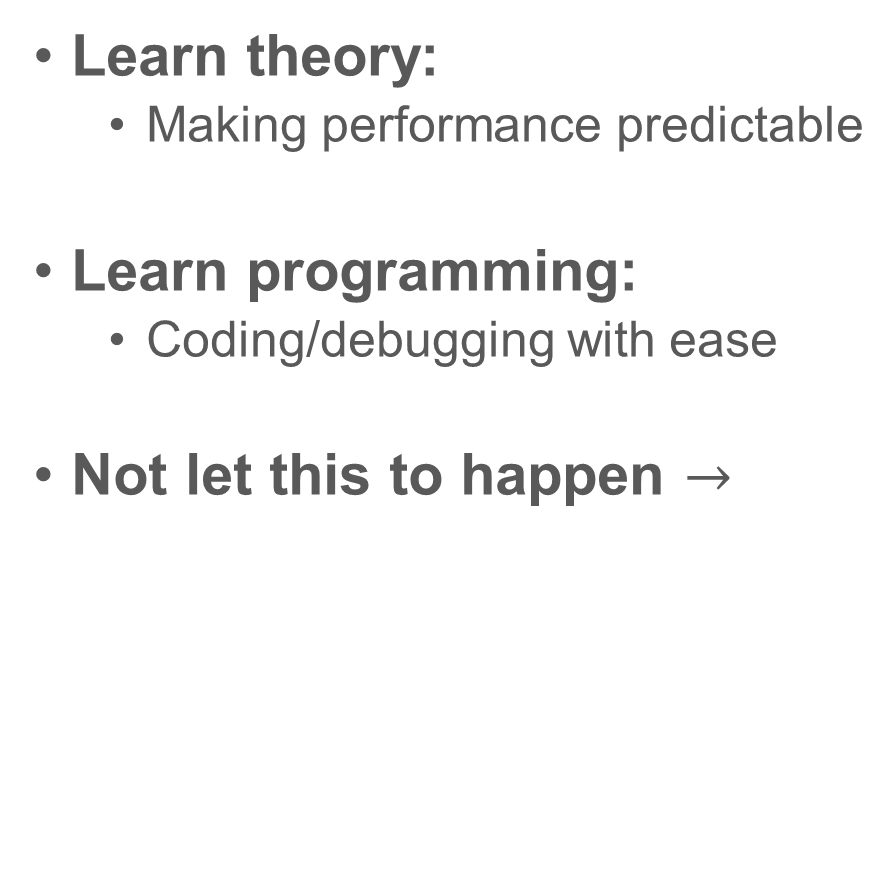 • Learn theory:
• Making performance predictable
• Learn programming:
• Coding/debugging with ease
• Not let this to happen →